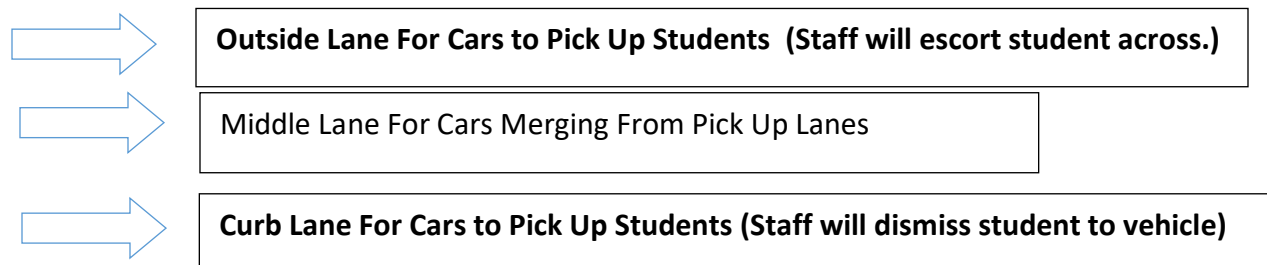 Outside Lane For Cars to Pick Up Students  (Staff will escort student across.)
Middle Lane For Cars Merging From Pick Up Lanes
Curb Lane For Cars to Pick Up Students (Staff will dismiss student to vehicle)